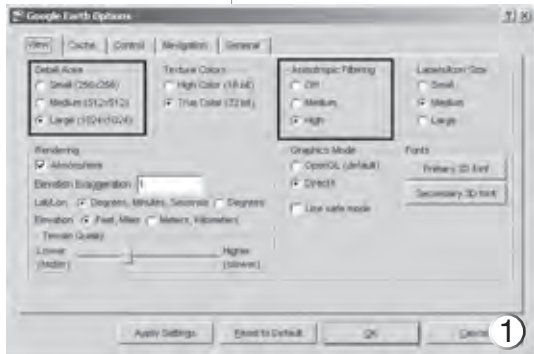 Google Earth Options
View Cache Control Navigation General
Detail Area
Small (256x256)
Medium (512x512)
Large (1024x1024)
Texture Colors
High Color (16 bit)
True Color (32 bit)
Anisotropic Filtering
Off
Medium
High
Labels/Icon Size
Small
Medium
Large
Rendering
Atmosphere
Elevation Exaggeration 1
Lat/Lon Degrees, Minutes, Seconds Degrees
Elevation Feet, Miles Meters, Kilometers
Terrain Quality
Lower Higher
(faster) (slower)
Graphics Mode
OpenGL (default)
DirectX
Use safe mode
Fonts
Primary 3D font
Secondary 3D font
Apply Settings Reset to Default OK
1